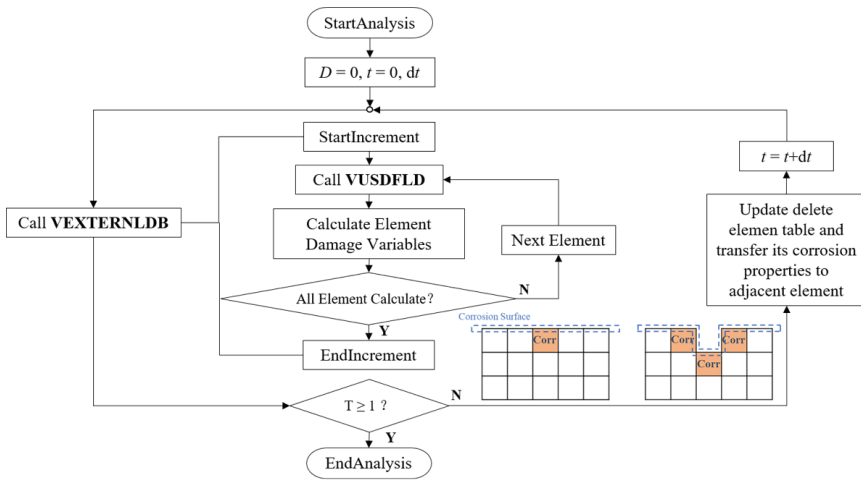 StartAnalysis
D = 0, t = 0, dt
StartIncrement
Call VUSDFLD
Calculate Element
Damage Variables
All Element Calculate?
Y
N
Next Element
EndIncrement
Call VEXTERNLDB
T ≥ 1 ?
N
Y
EndAnalysis
t = t+dt
Update delete
elemen table and
transfer its corrosion
properties to
adjacent element
Corrosion Surface
Corr
Corr
Corr
Corr